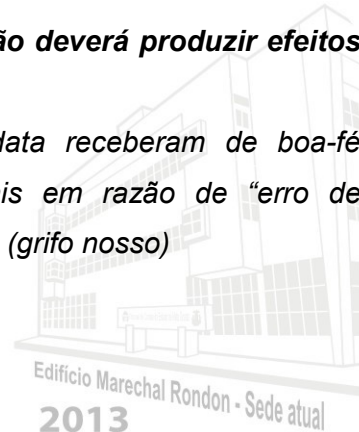 ão deverá produzir efeitos
data receberam de boa-fé
is em razão de “erro de
(grifo nosso)
Edifício Marechal Rondon - Sede atual
2013